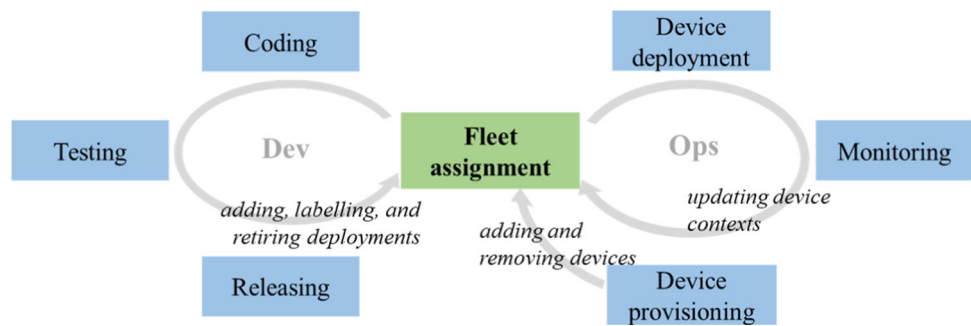 Coding
Device
deployment
Testing
Dev
Fleet
assignment
Ops
Monitoring
adding, labelling, and
retiring deployments
updating device
contexts
adding and
removing devices
Releasing
Device
provisioning